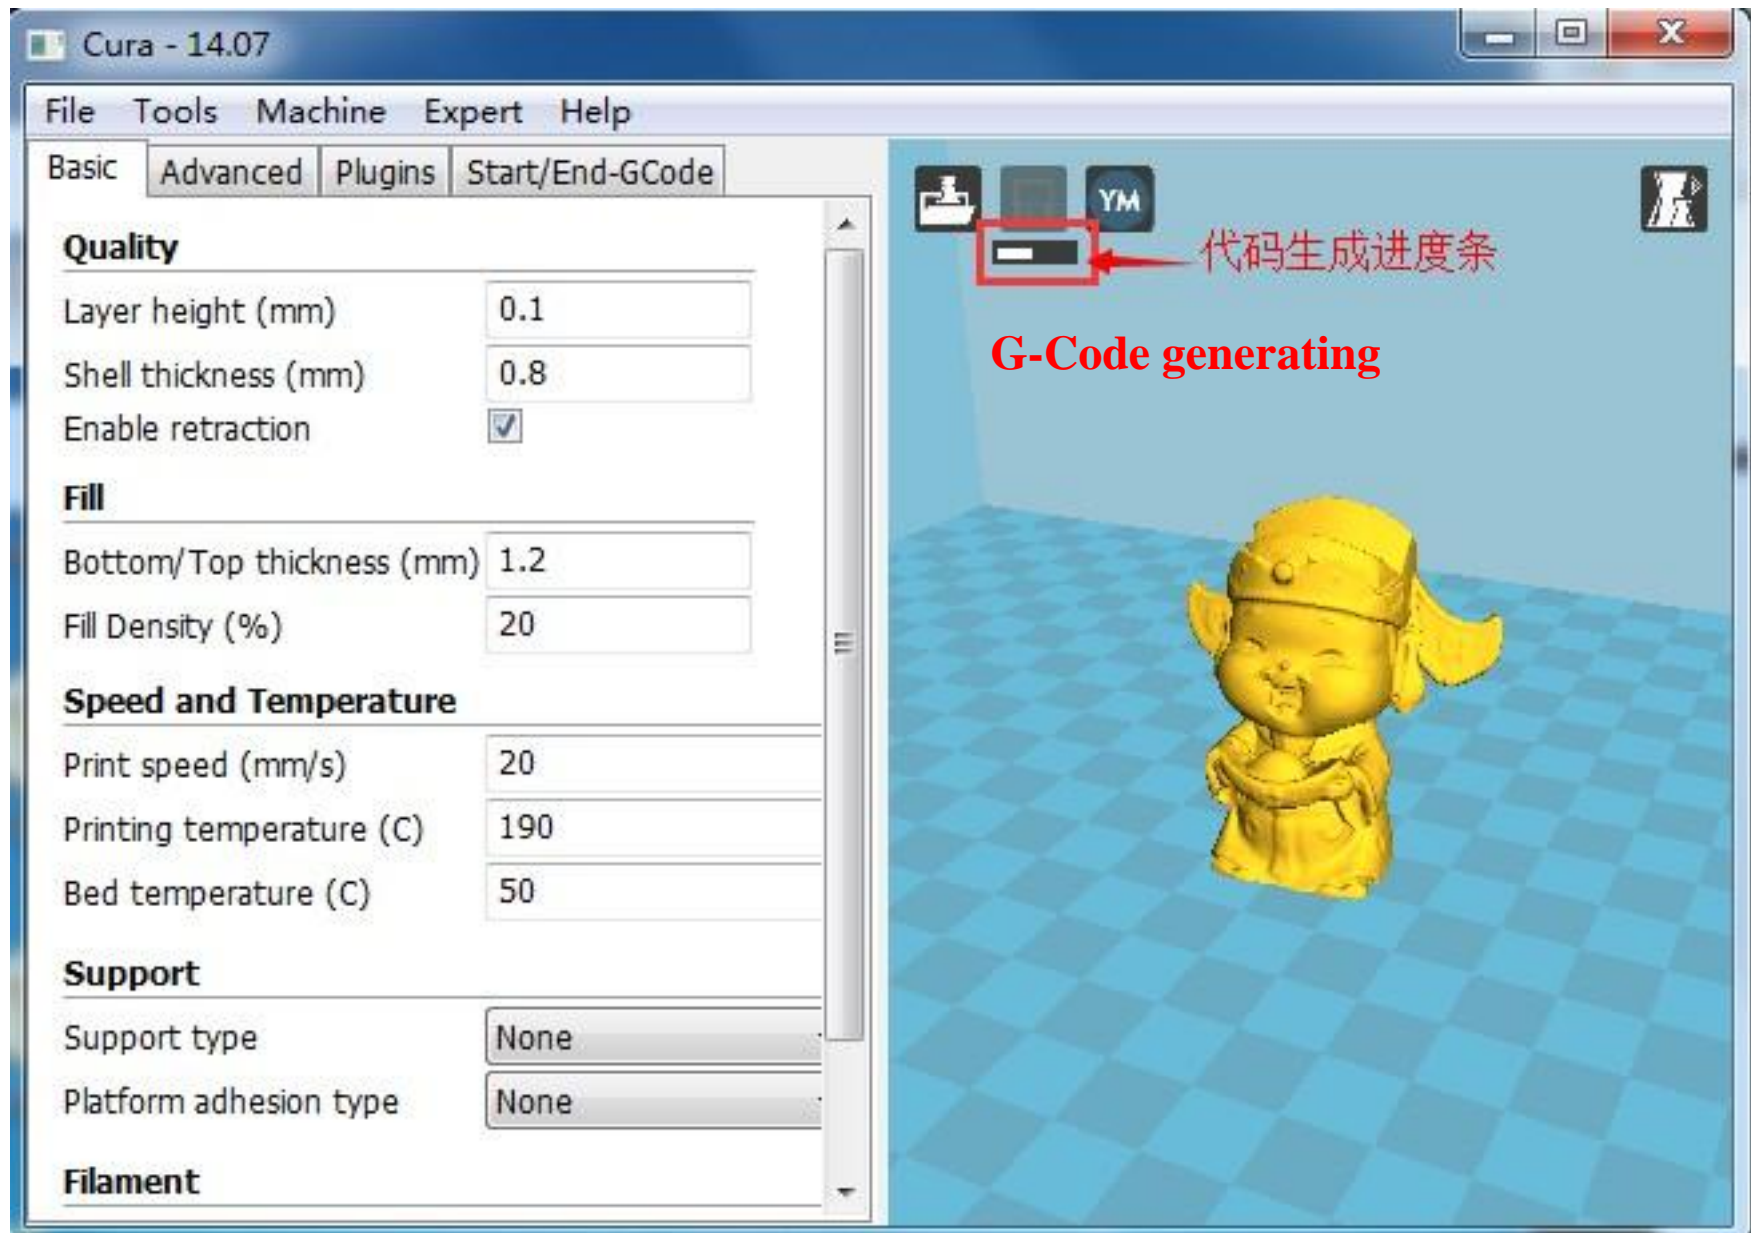 Cura - 14.07
File Tools Machine Expert Help
Basic Advanced Plugins Start/End-GCode
Quality
Layer height (mm) 0.1
Shell thickness (mm) 0.8
Enable retraction
Fill
Bottom/Top thickness (mm) 1.2
Fill Density (%) 20
Speed and Temperature
Print speed (mm/s) 20
Printing temperature (C) 190
Bed temperature (C) 50
Support
Support type None
Platform adhesion type None
Filament
YM
代码生成进度条
G-Code generating